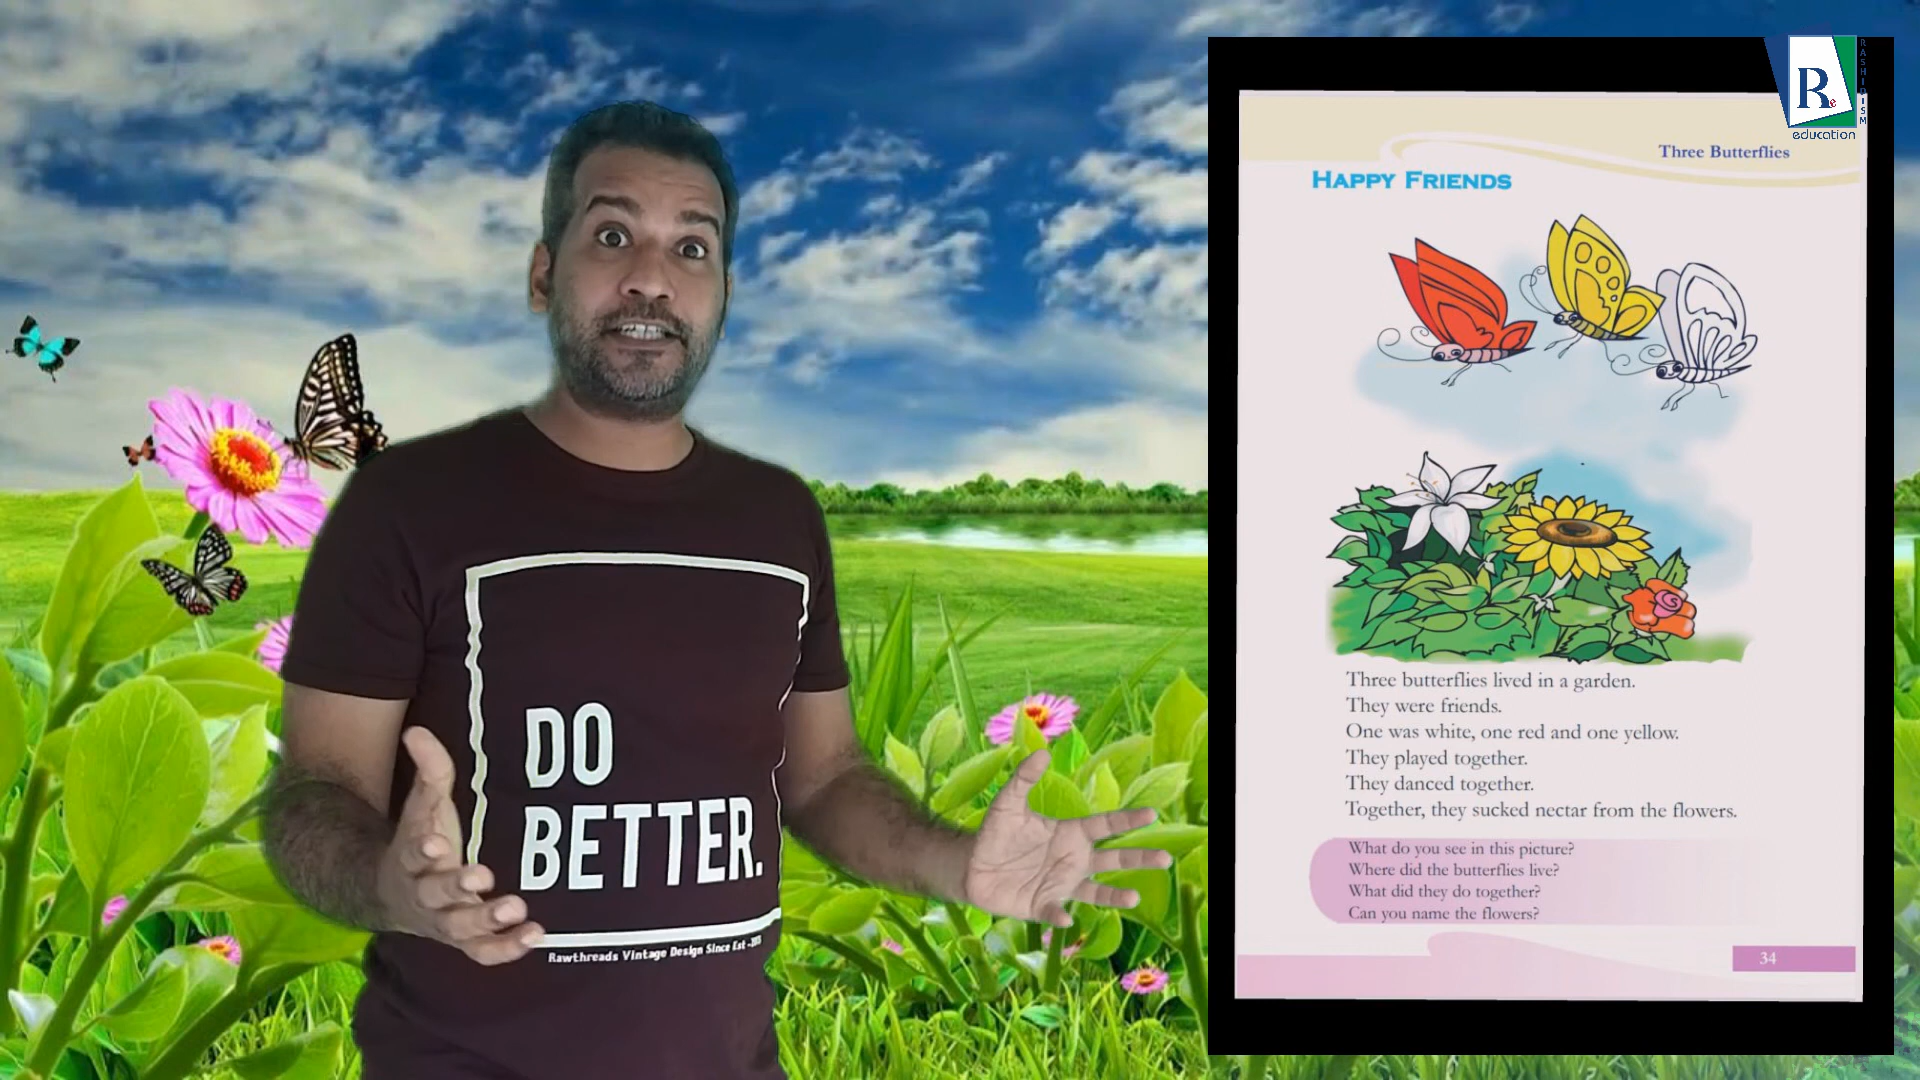 DO
BETTER.
Rawthreads Vintage Design Since Est
Re
education
RASHIDISM
Three Butterflies
HAPPY FRIENDS
Three butterflies lived in a garden.
They were friends.
One was white, one red and one yellow.
They played together.
They danced together.
Together, they sucked nectar from the flowers.
What do you see in this picture?
Where did the butterflies live?
What did they do together?
Can you name the flowers?
34